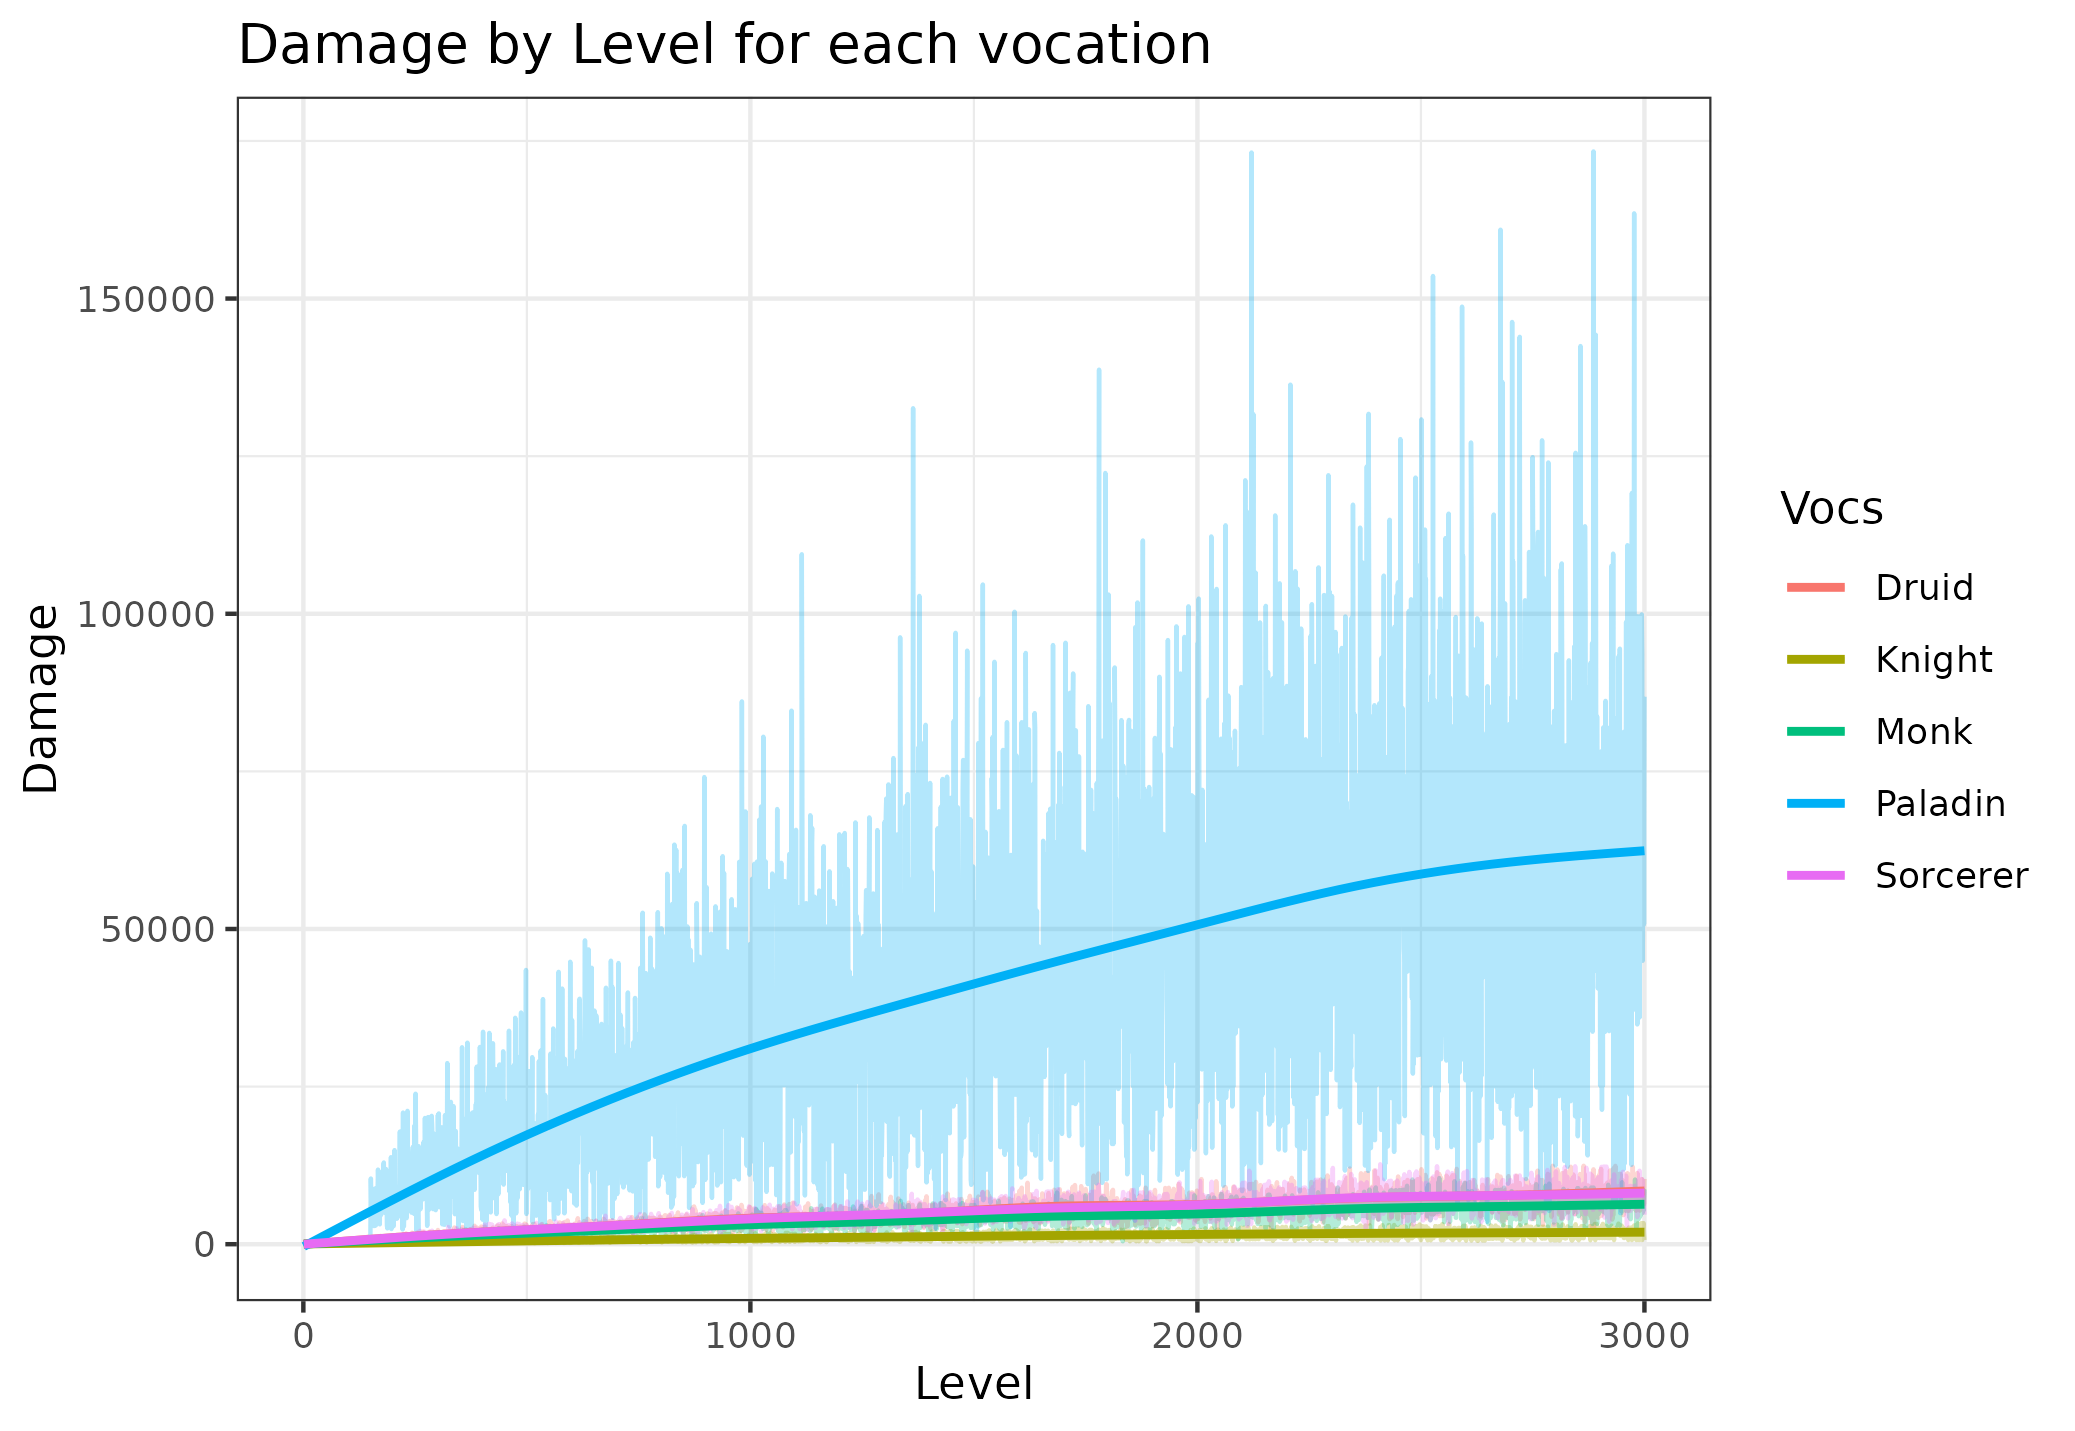 Damage by Level for each vocation
Damage
150000
100000
50000
0
0 1000 2000 3000
Level
Vocs
Druid
Knight
Monk
Paladin
Sorcerer